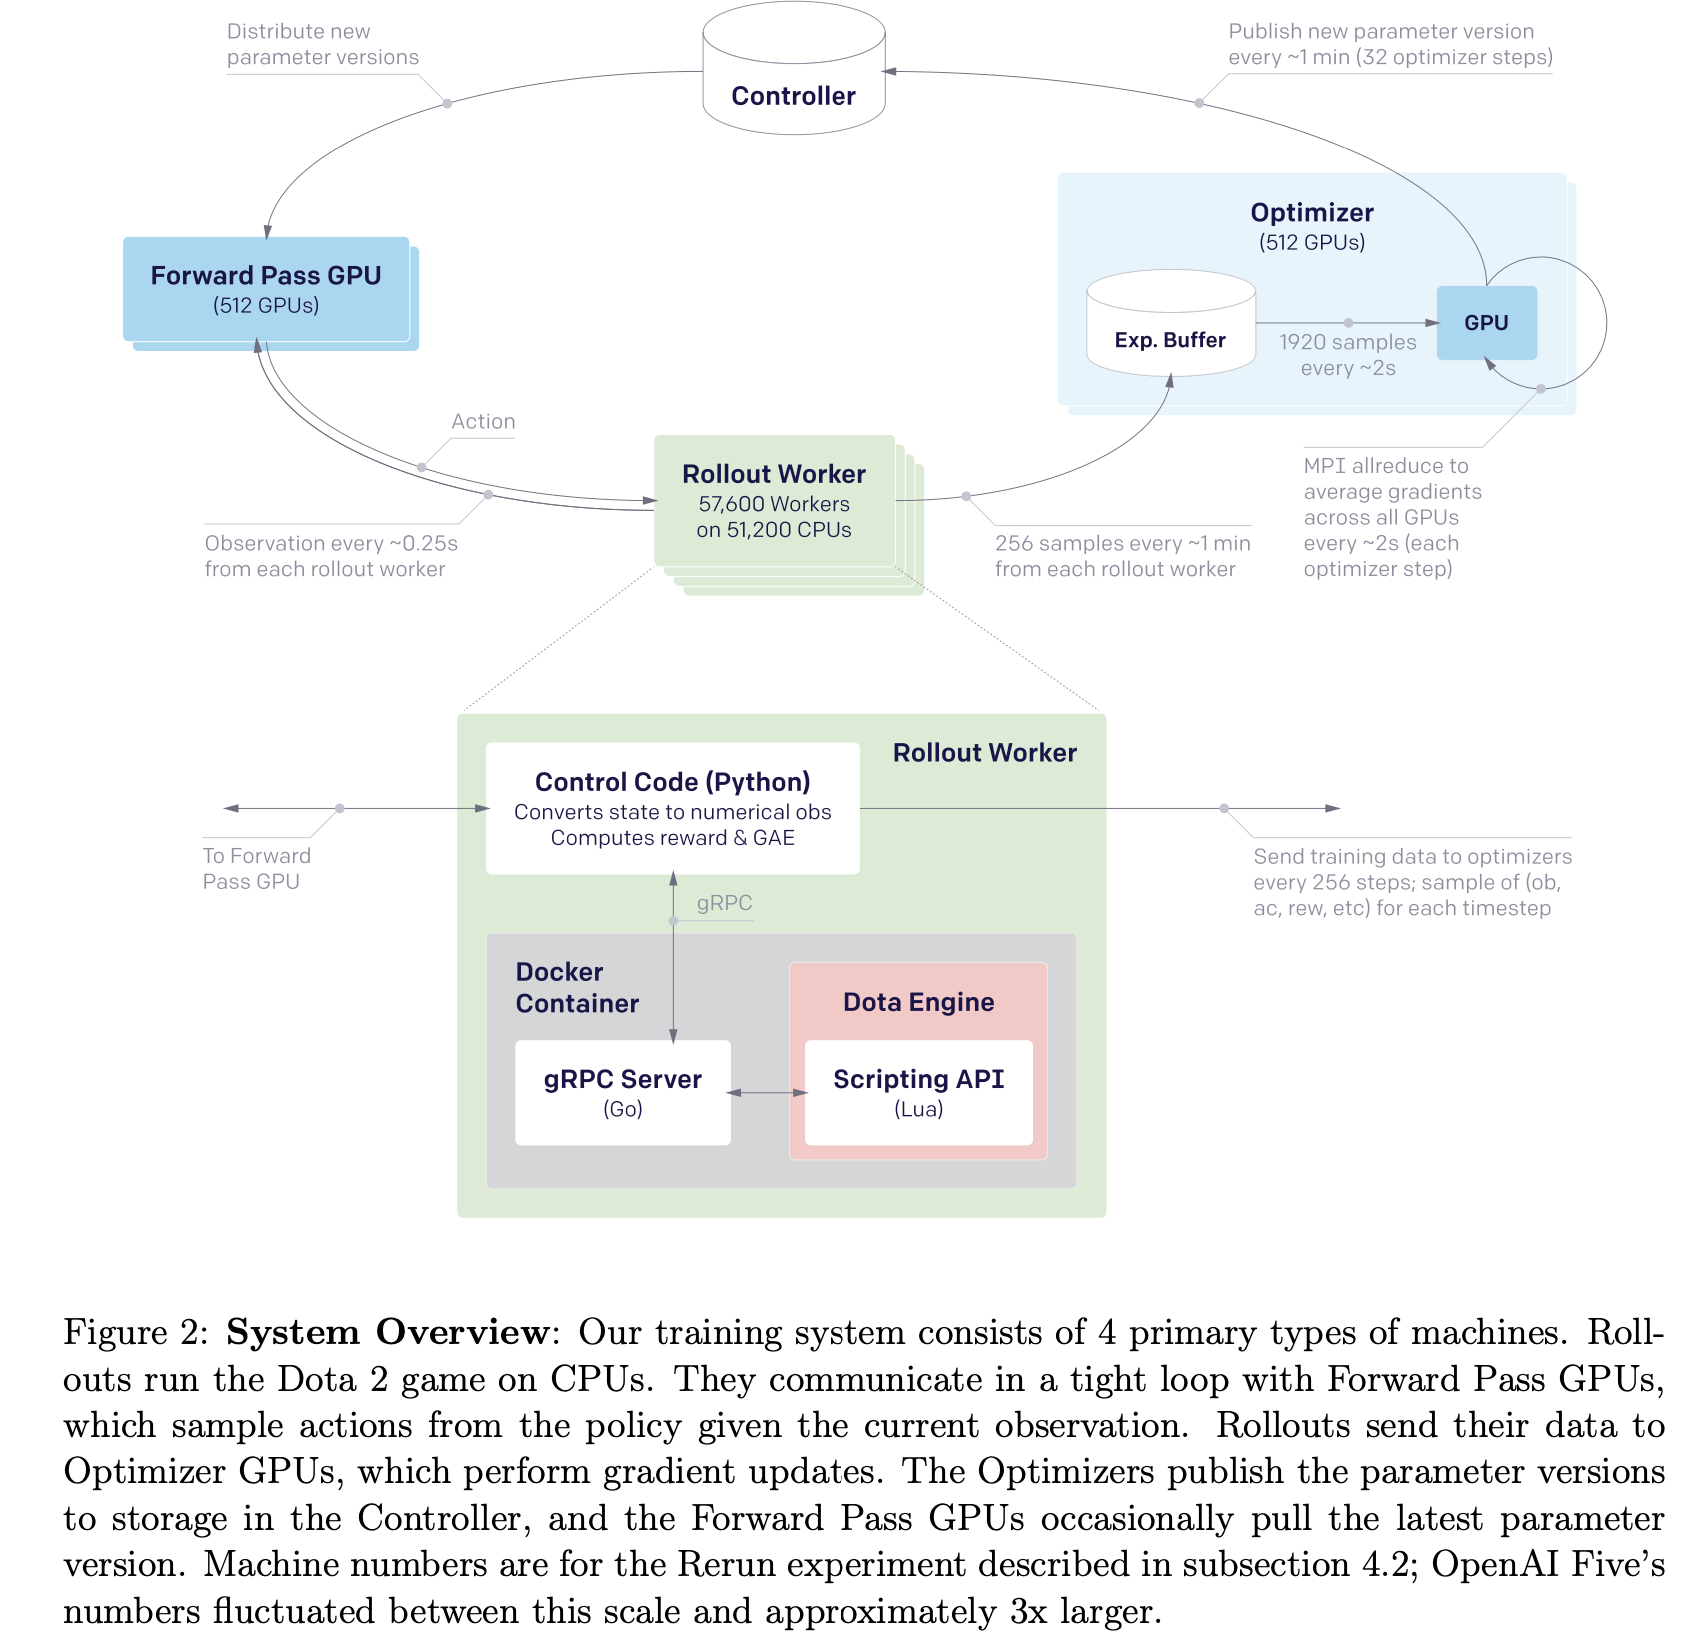 Distribute new
parameter versions
Controller
Publish new parameter version
every ~1 min (32 optimizer steps)
Forward Pass GPU
(512 GPUs)
Optimizer
(512 GPUs)
Exp. Buffer
1920 samples
every ~2s
GPU
Action
Observation every ~0.25s
from each rollout worker
Rollout Worker
57,600 Workers
on 51,200 CPUs
256 samples every ~1 min
from each rollout worker
MPI allreduce to
average gradients
across all GPUs
every ~2s (each
optimizer step)
Rollout Worker
Control Code (Python)
Converts state to numerical obs
Computes reward & GAE
To Forward
Pass GPU
Send training data to optimizers
every 256 steps; sample of (ob,
ac, rew, etc) for each timestep
gRPC
Docker
Container
Dota Engine
gRPC Server
(Go)
Scripting API
(Lua)
Figure 2: System Overview: Our training system consists of 4 primary types of machines. Roll-
outs run the Dota 2 game on CPUs. They communicate in a tight loop with Forward Pass GPUs,
which sample actions from the policy given the current observation. Rollouts send their data to
Optimizer GPUs, which perform gradient updates. The Optimizers publish the parameter versions
to storage in the Controller, and the Forward Pass GPUs occasionally pull the latest parameter
version. Machine numbers are for the Rerun experiment described in subsection 4.2; OpenAI Five's
numbers fluctuated between this scale and approximately 3x larger.